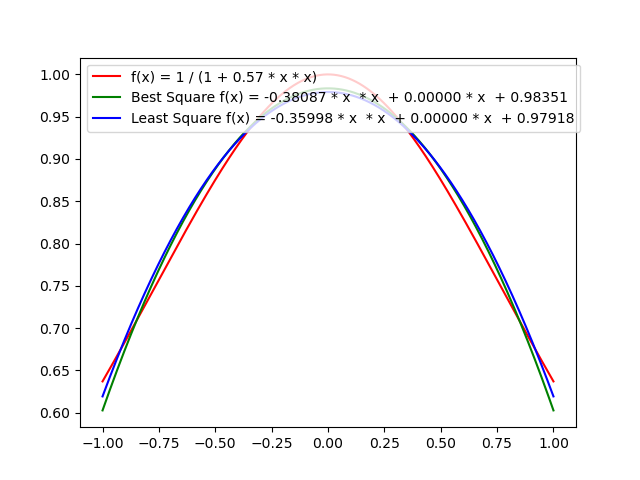 f(x) = 1 / (1 + 0.57 * x * x)
Best Square f(x) = -0.38087 * x  * x  + 0.00000 * x  + 0.98351
Least Square f(x) = -0.35998 * x  * x  + 0.00000 * x  + 0.97918
1.00
0.95
0.90
0.85
0.80
0.75
0.70
0.65
0.60
−1.00 −0.75 −0.50 −0.25 0.00 0.25 0.50 0.75 1.00